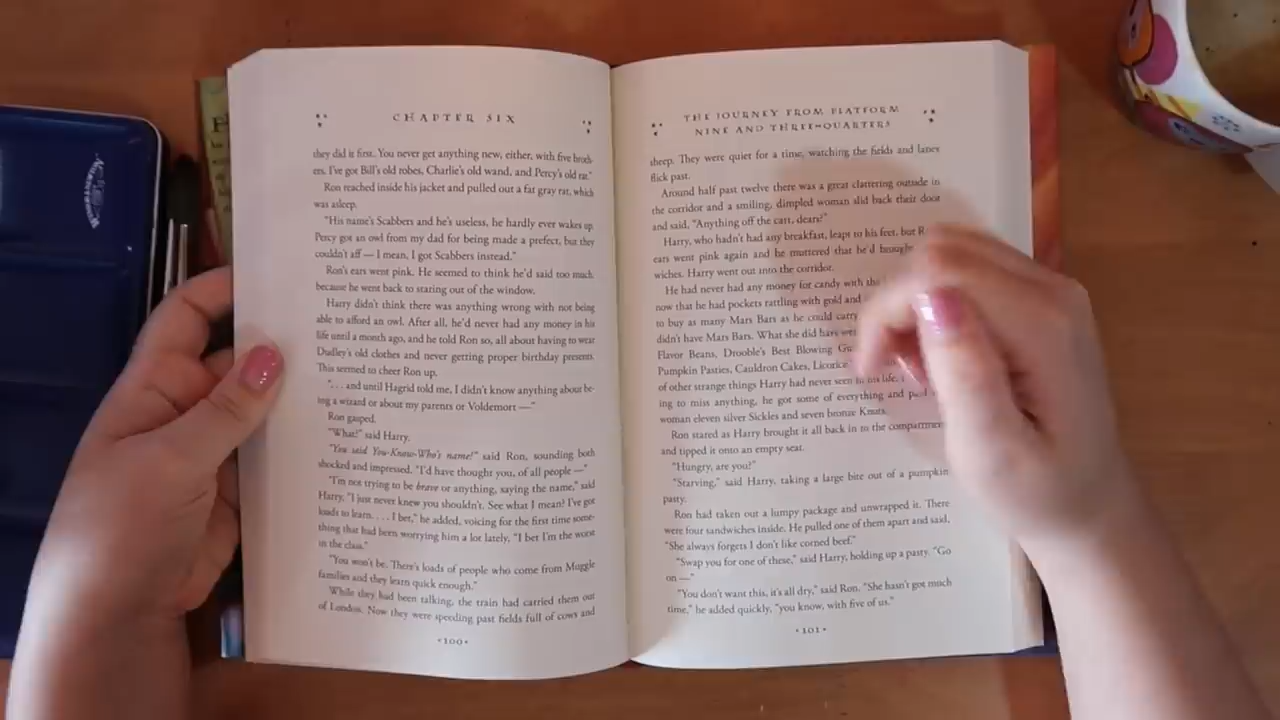 CHAPTER SIX
they did it first. You never get anything new, either, with five broth-
ers. I've got Bill's old robes, Charlie's old wand, and Percy's old rat."
Ron reached inside his jacket and pulled out a fat gray rat, which
was asleep.
"His name's Scabbers and he's useless, he hardly ever wakes up.
Percy got an owl from my dad for being made a prefect, but they
couldn't aff — I mean, I got Scabbers instead."
Ron's ears went pink. He seemed to think he'd said too much,
because he went back to staring out of the window.
Harry didn't think there was anything wrong with not being
able to afford an owl. After all, he'd never had any money in his
life until a month ago, and he told Ron so, all about having to wear
Dudley's old clothes and never getting proper birthday presents.
This seemed to cheer Ron up.
". . . and until Hagrid told me, I didn't know anything about be-
ing a wizard or about my parents or Voldemort —"
Ron gasped.
"What?" said Harry.
"You said You-Know-Who's name!" said Ron, sounding both
shocked and impressed. "I'd have thought you, of all people —"
"I'm not trying to be brave or anything, saying the name," said
Harry, "I just never knew you shouldn't. See what I mean? I've got
loads to learn. . . . I bet," he added, voicing for the first time some-
thing that had been worrying him a lot lately, "I bet I'm the worst
in the class."
"You won't be. There's loads of people who come from Muggle
families and they learn quick enough."
While they had been talking, the train had carried them out
of London. Now they were speeding past fields full of cows and
•100•
THE JOURNEY FROM PLATFORM
NINE AND THREE-QUARTERS
sheep. They were quiet for a time, watching the fields and lanes
flick past.
Around half past twelve there was a great clattering outside in
the corridor and a smiling, dimpled woman slid back their door
and said, "Anything off the cart, dears?"
Harry, who hadn't had any breakfast, leapt to his feet, but
ears went pink again and he muttered that he'd
wiches. Harry went out into the corridor.
He had never had any money for candy with the
now that he had pockets rattling with gold and
to buy as many Mars Bars as he could carry
didn't have Mars Bars. What she did have
Flavor Beans, Drooble's Best Blowing
Pumpkin Pasties, Cauldron Cakes, Licorice
of other strange things Harry had never seen in his life.
ing to miss anything, he got some of everything and
woman eleven silver Sickles and seven bronze Knuts.
Ron stared as Harry brought it all back in to the compartment
and tipped it onto an empty seat.
"Hungry, are you?"
"Starving," said Harry, taking a large bite out of a pumpkin
pasty.
Ron had taken out a lumpy package and unwrapped it. There
were four sandwiches inside. He pulled one of them apart and said,
"She always forgets I don't like corned beef."
"Swap you for one of these," said Harry, holding up a pasty. "Go
on —"
"You don't want this, it's all dry," said Ron. "She hasn't got much
time," he added quickly, "you know, with five of us."
•101•